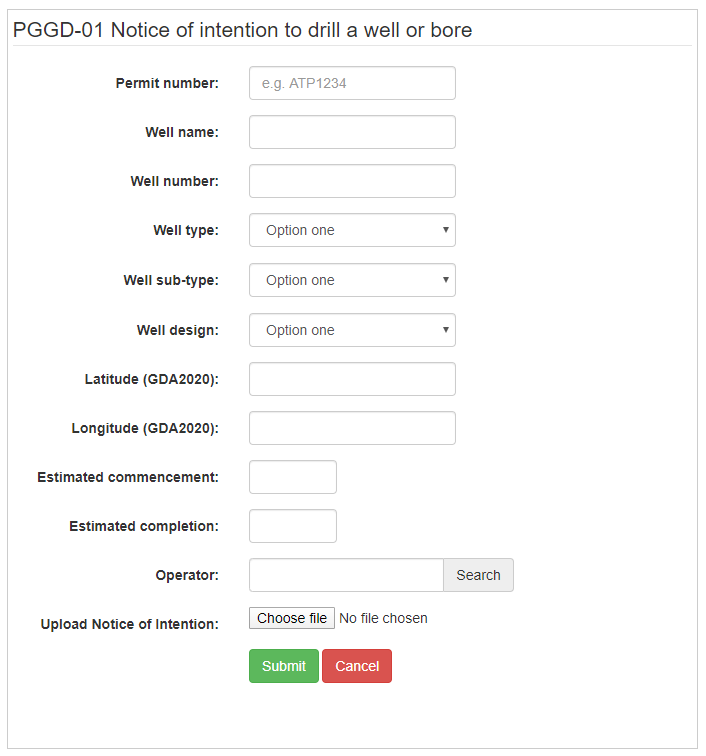 PGGD-01 Notice of intention to drill a well or bore
Permit number: e.g. ATP1234
Well name:
Well number:
Well type: Option one
Well sub-type: Option one
Well design: Option one
Latitude (GDA2020):
Longitude (GDA2020):
Estimated commencement:
Estimated completion:
Operator: Search
Upload Notice of Intention: Choose file No file chosen
Submit Cancel